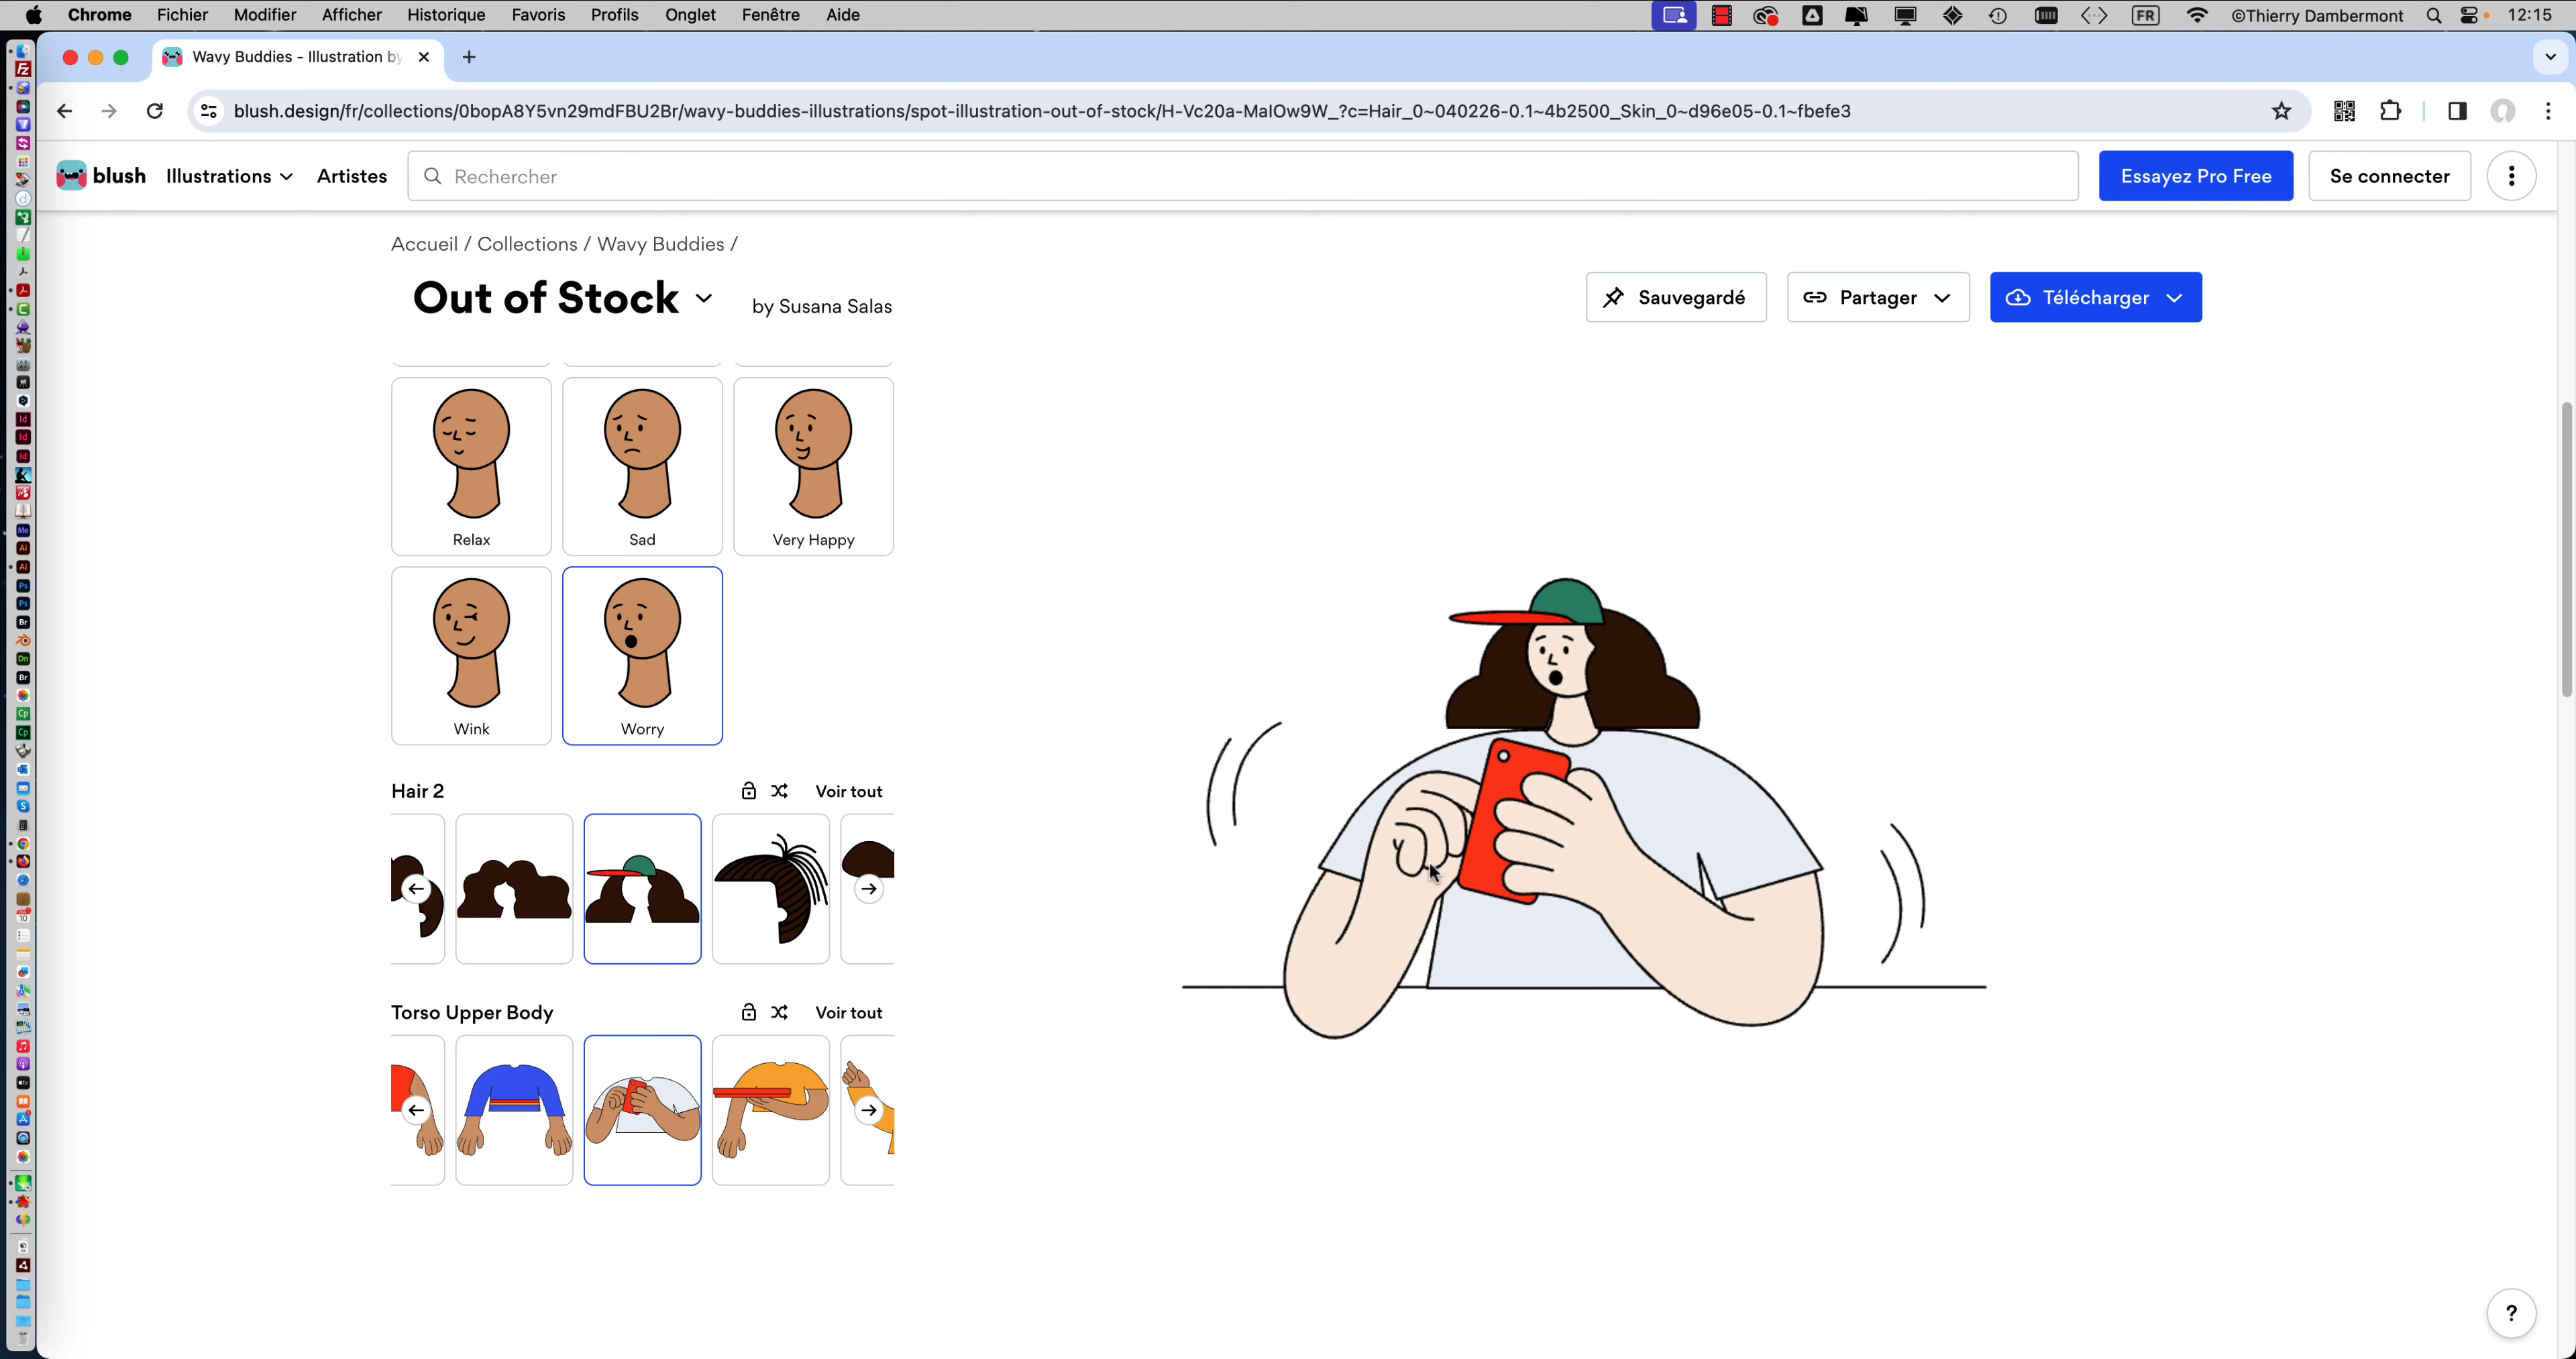 Chrome Fichier Modifier Afficher Historique Favoris Profils Onglet Fenêtre Aide FR ©Thierry Dambermont 12:15
Wavy Buddies - Illustration by
blush.design/fr/collections/0bopA8Y5vn29mdFBU2Br/wavy-buddies-illustrations/spot-illustration-out-of-stock/H-Vc20a-MaIOw9W_?c=Hair_0~040226-0.1~4b2500_Skin_0~d96e05-0.1~fbefe3
blush Illustrations Artistes Rechercher Essayez Pro Free Se connecter
Accueil / Collections / Wavy Buddies /
Out of Stock by Susana Salas Sauvegardé Partager Télécharger
Relax Sad Very Happy
Wink Worry
Hair 2 Voir tout
Torso Upper Body Voir tout
?